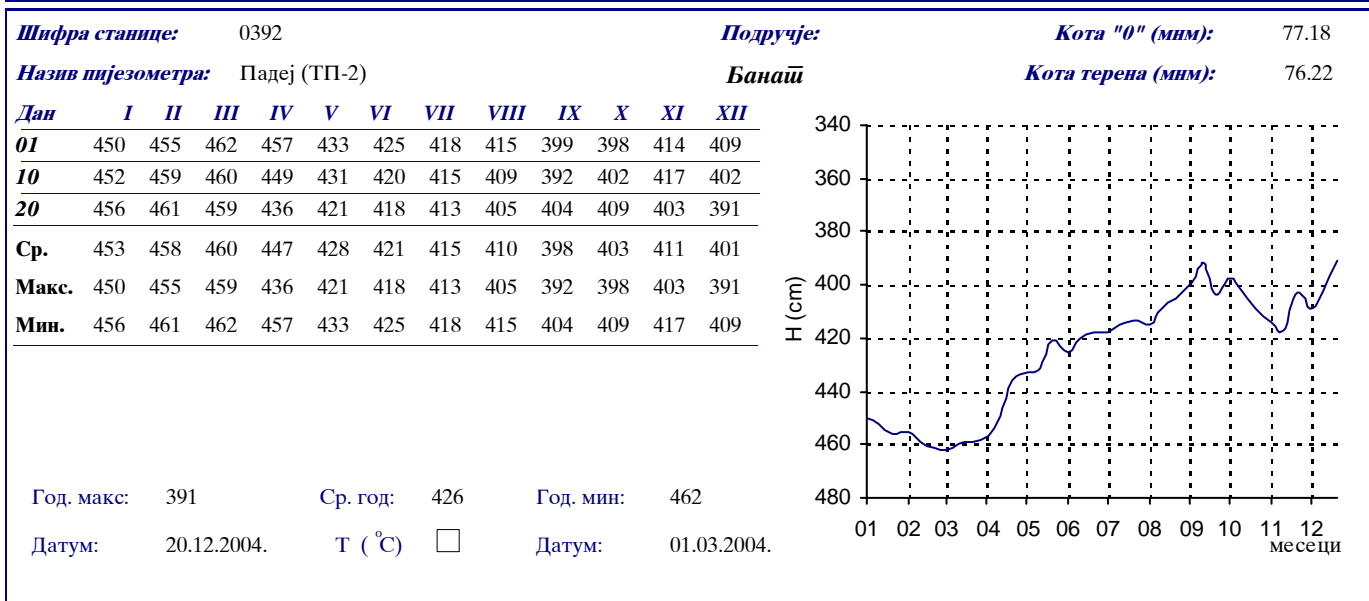 Шифра станице: 0392 Подручје: Кота "0" (мнм): 77.18
Назив пијезометра: Падеј (ТП-2) Банат Кота терена (мнм): 76.22
Дан I II III IV V VI VII VIII IX X XI XII
01 450 455 462 457 433 425 418 415 399 398 414 409
10 452 459 460 449 431 420 415 409 392 402 417 402
20 456 461 459 436 421 418 413 405 404 409 403 391
Ср. 453 458 460 447 428 421 415 410 398 403 411 401
Макс. 450 455 459 436 421 418 413 405 392 398 403 391
Мин. 456 461 462 457 433 425 418 415 404 409 417 409
340
360
380
400
420
440
460
480
H (cm)
01 02 03 04 05 06 07 08 09 10 11 12
месеци
Год. макс: 391 Ср. год: 426 Год. мин: 462
Датум: 20.12.2004. Т ( °C) Датум: 01.03.2004.